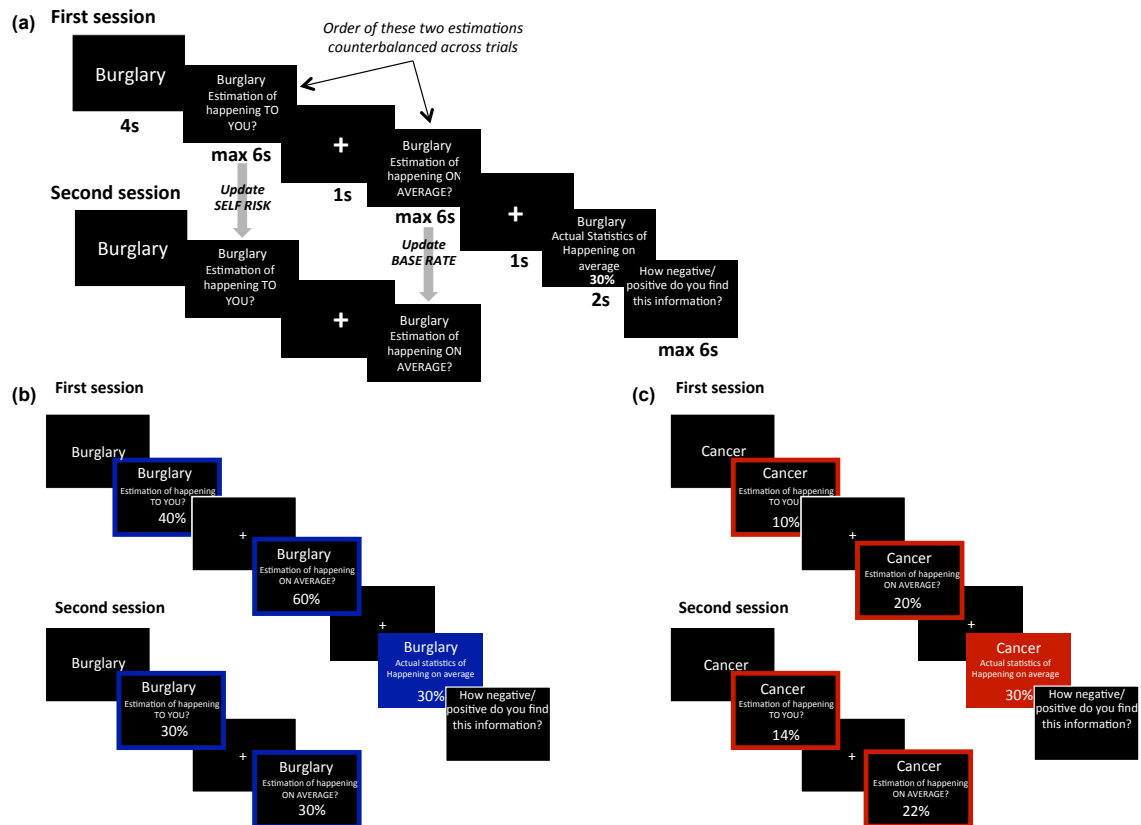 (a)
First session
Order of these two estimations
counterbalanced across trials
Burglary
4s
Burglary
Estimation of
happening TO
YOU?
max 6s
+
1s
Burglary
Estimation of
happening ON
AVERAGE?
max 6s
+
1s
Burglary
Actual Statistics of
Happening on
average
30%
2s
How negative/
positive do you find
this information?
max 6s
Update
SELF RISK
Update
BASE RATE
Second session
Burglary
Burglary
Estimation of
happening TO
YOU?
+
Burglary
Estimation of
happening ON
AVERAGE?
(b)
First session
Burglary
Burglary
Estimation of happening
TO YOU?
40%
+
Burglary
Estimation of happening
ON AVERAGE?
60%
+
Burglary
Actual statistics of
Happening on average
30%
How negative/
positive do you find
this information?
Second session
Burglary
Burglary
Estimation of happening
TO YOU?
30%
+
Burglary
Estimation of happening
ON AVERAGE?
30%
(c)
First session
Cancer
Cancer
Estimation of happening
TO YOU?
10%
+
Cancer
Estimation of happening
ON AVERAGE?
20%
+
Cancer
Actual statistics of
Happening on average
30%
How negative/
positive do you find
this information?
Second session
Cancer
Cancer
Estimation of happening
TO YOU?
14%
+
Cancer
Estimation of happening
ON AVERAGE?
22%